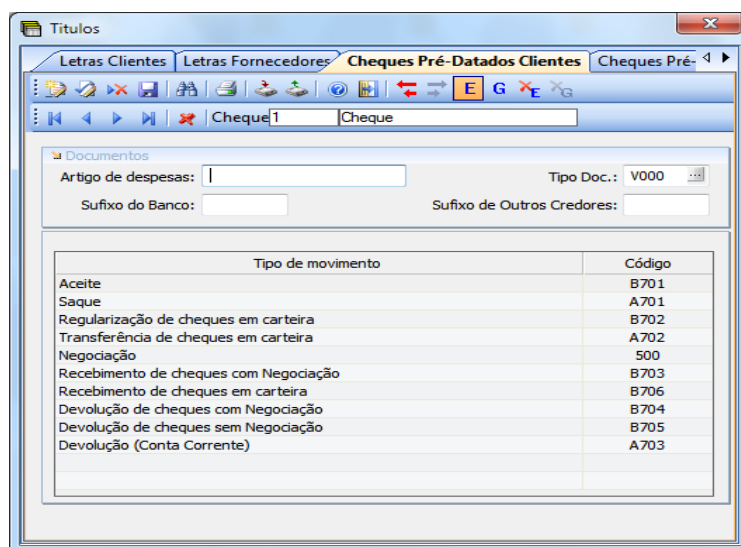 Titulos
Letras Clientes Letras Fornecedores Cheques Pré-Datados Clientes Cheques Pré-
E G E G
Cheque 1 Cheque
Documentos
Artigo de despesas: Tipo Doc.: V000 ...
Sufixo do Banco: Sufixo de Outros Credores:
Tipo de movimento Código
Aceite B701
Saque A701
Regularização de cheques em carteira B702
Transferência de cheques em carteira A702
Negociação 500
Recebimento de cheques com Negociação B703
Recebimento de cheques em carteira B706
Devolução de cheques com Negociação B704
Devolução de cheques sem Negociação B705
Devolução (Conta Corrente) A703